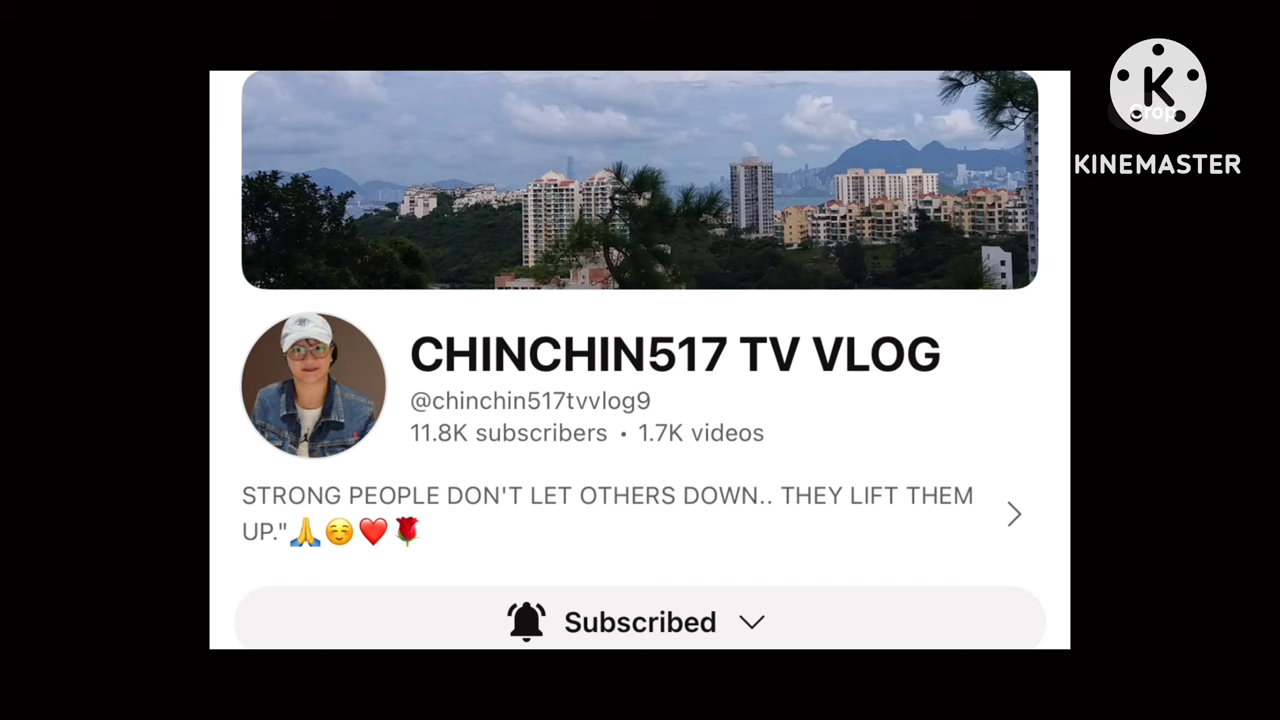 K
Crop
KINEMASTER
CHINCHIN517 TV VLOG
@chinchin517tvvlog9
11.8K subscribers • 1.7K videos
STRONG PEOPLE DON'T LET OTHERS DOWN.. THEY LIFT THEM
UP."🙏☺️❤️🌹
Subscribed